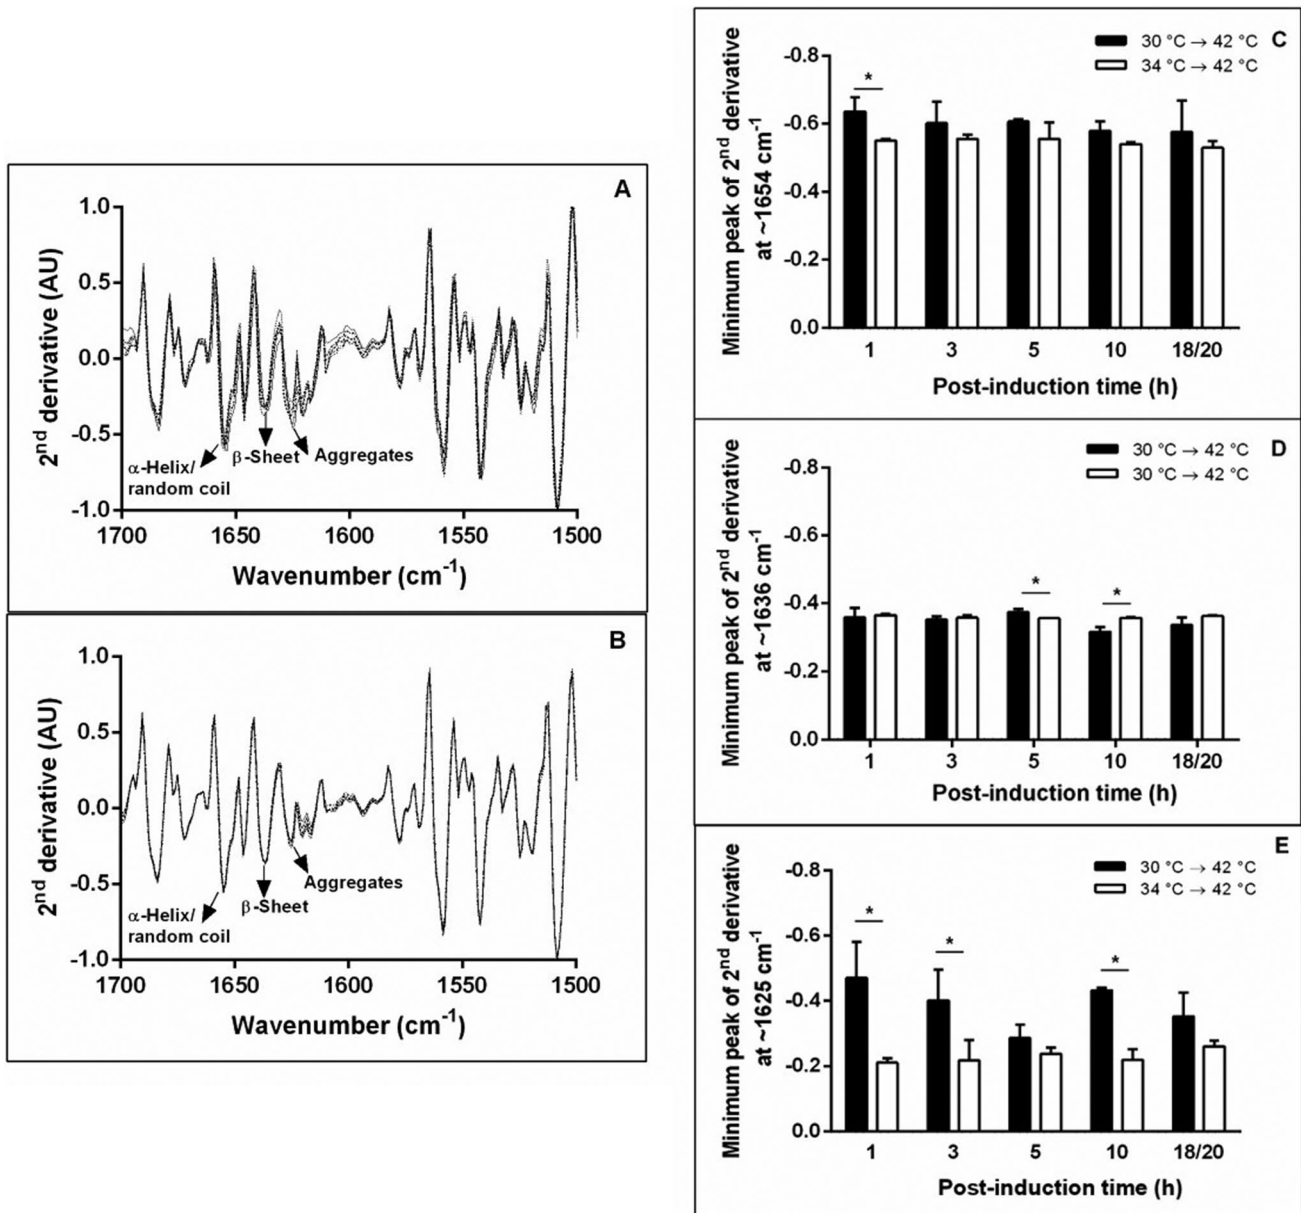 A
2nd derivative (AU)
1.0
0.5
0.0
-0.5
-1.0
α-Helix/
random coil
β-Sheet
Aggregates
1700
1650
1600
1550
1500
Wavenumber (cm-1)
B
2nd derivative (AU)
1.0
0.5
0.0
-0.5
-1.0
α-Helix/
random coil
β-Sheet
Aggregates
1700
1650
1600
1550
1500
Wavenumber (cm-1)
C
30 °C → 42 °C
34 °C → 42 °C
Minimum peak of 2nd derivative
at ~1654 cm-1
-0.8
-0.6
-0.4
-0.2
0.0
*
1
3
5
10
18/20
Post-induction time (h)
D
30 °C → 42 °C
30 °C → 42 °C
Minimum peak of 2nd derivative
at ~1636 cm-1
-0.8
-0.6
-0.4
-0.2
0.0
*
*
1
3
5
10
18/20
Post-induction time (h)
E
30 °C → 42 °C
34 °C → 42 °C
Minimum peak of 2nd derivative
at ~1625 cm-1
-0.8
-0.6
-0.4
-0.2
0.0
*
*
*
1
3
5
10
18/20
Post-induction time (h)